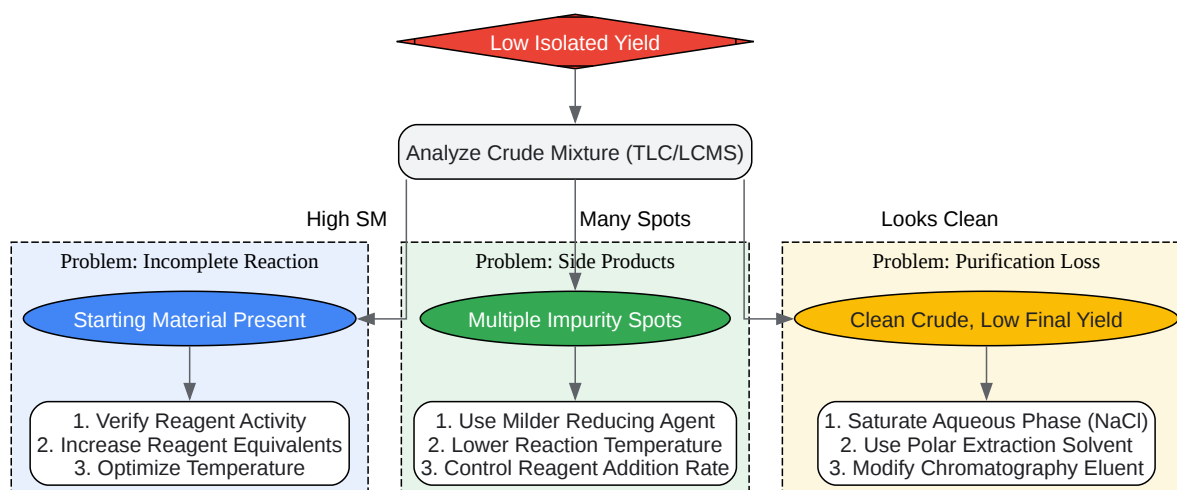 Low Isolated Yield
Analyze Crude Mixture (TLC/LCMS)
High SM
Many Spots
Looks Clean
Problem: Incomplete Reaction
Problem: Side Products
Problem: Purification Loss
Starting Material Present
Multiple Impurity Spots
Clean Crude, Low Final Yield
1. Verify Reagent Activity
2. Increase Reagent Equivalents
3. Optimize Temperature
1. Use Milder Reducing Agent
2. Lower Reaction Temperature
3. Control Reagent Addition Rate
1. Saturate Aqueous Phase (NaCl)
2. Use Polar Extraction Solvent
3. Modify Chromatography Eluent